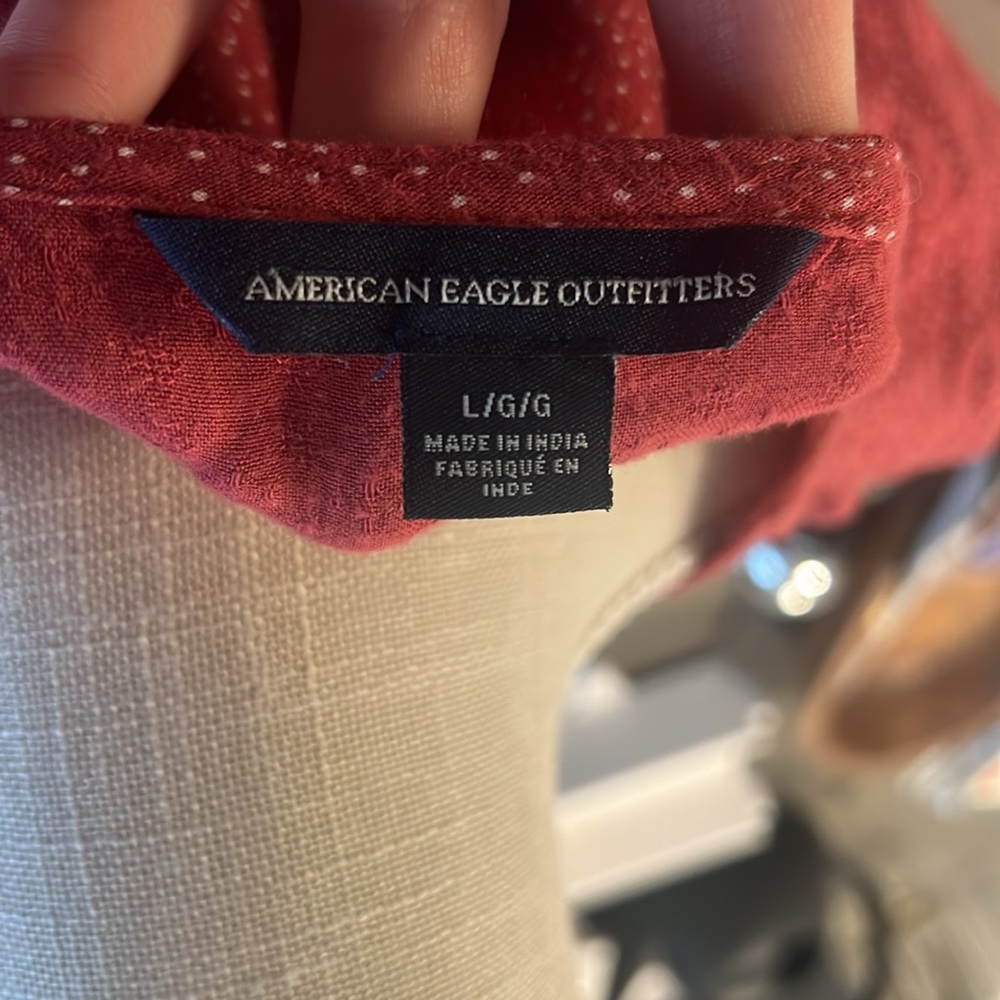 AMERICAN EAGLE OUTFITTERS
L/G/G
MADE IN INDIA
FABRIQUÉ EN
INDE